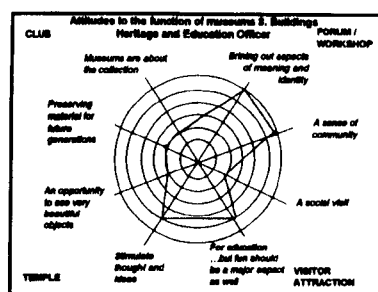 Attitudes to the function of museums 3. Buildings
Heritage and Education Officer
CLUB
FORUM /
WORKSHOP
Museums are about
the collection
Brining out aspects
of meaning and
identity
Preserving
material for
future
generations
A sense of
community
An opportunity
to see very
beautiful
objects
A social visit
Stimulate
thought and
ideas
For education
...but fun should
be a major aspect
as well
TEMPLE
VISITOR
ATTRACTION